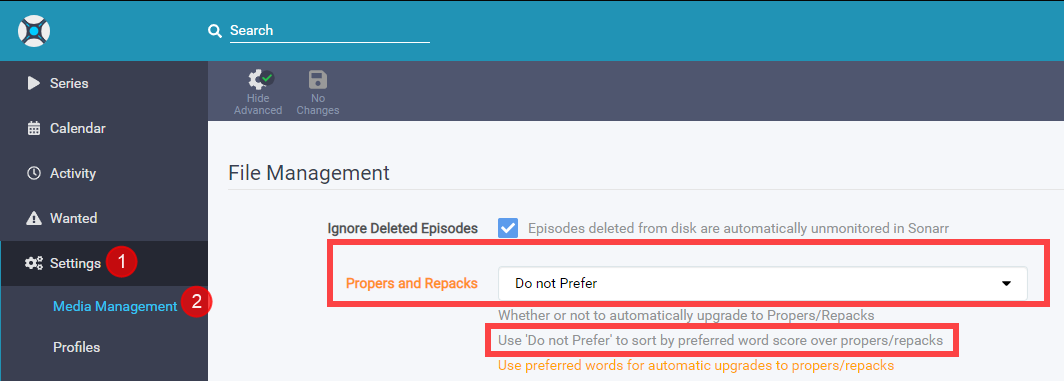 Search
Series
Calendar
Activity
Wanted
Settings 1
Media Management 2
Profiles
Hide
Advanced
No
Changes
File Management
Ignore Deleted Episodes
Episodes deleted from disk are automatically unmonitored in Sonarr
Propers and Repacks
Do not Prefer
Whether or not to automatically upgrade to Propers/Repacks
Use 'Do not Prefer' to sort by preferred word score over propers/repacks
Use preferred words for automatic upgrades to propers/repacks